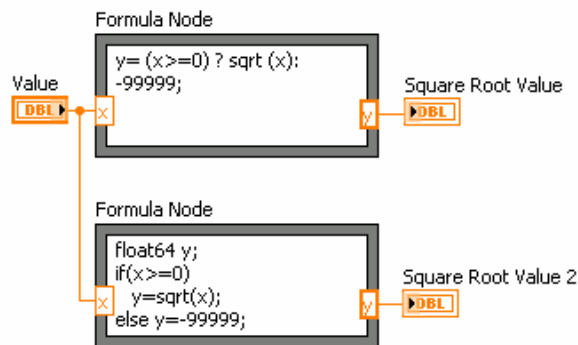 Formula Node
y= (x>=0) ? sqrt (x):
-99999;
Value
DBL
x
y
Square Root Value
DBL
Formula Node
float64 y;
if(x>=0)
y=sqrt(x);
else y=-99999;
x
y
Square Root Value 2
DBL